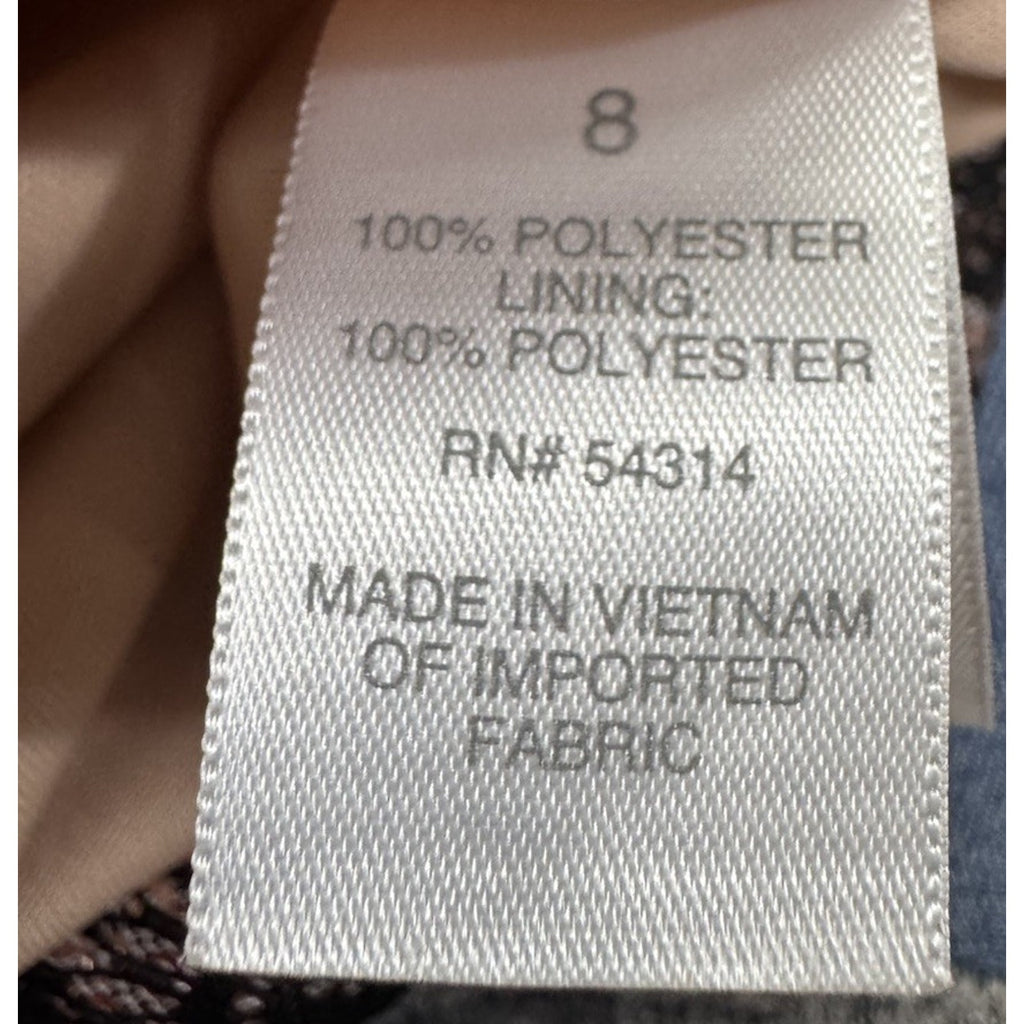 8
100% POLYESTER
LINING:
100% POLYESTER
RN# 54314
MADE IN VIETNAM
OF IMPORTED
FABRIC